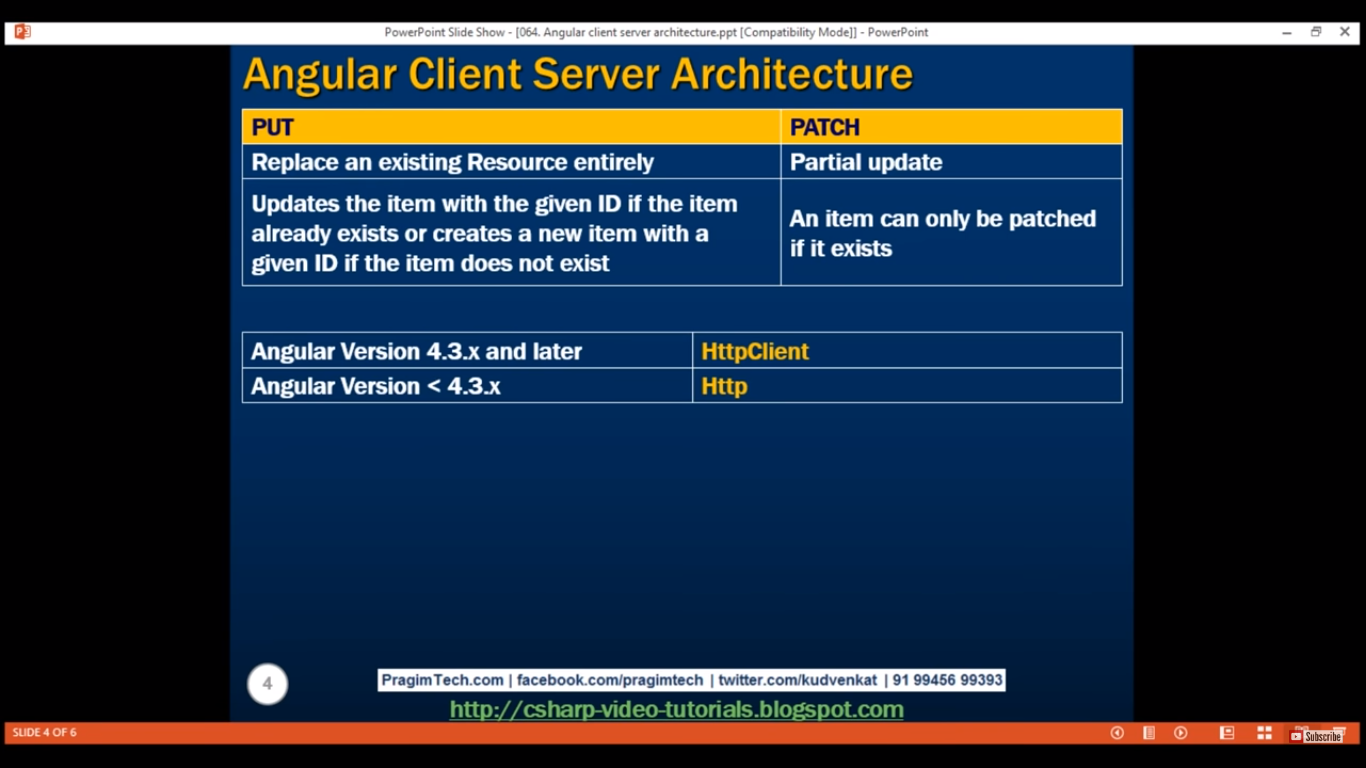 PowerPoint Slide Show - [064. Angular client server architecture.ppt [Compatibility Mode]] - PowerPoint
Angular Client Server Architecture
PUT PATCH
Replace an existing Resource entirely Partial update
Updates the item with the given ID if the item
already exists or creates a new item with a
given ID if the item does not exist
An item can only be patched
if it exists
Angular Version 4.3.x and later HttpClient
Angular Version < 4.3.x Http
4
PragimTech.com | facebook.com/pragimtech | twitter.com/kudvenkat | 91 99456 99393
http://csharp-video-tutorials.blogspot.com
SLIDE 4 OF 6
Subscribe